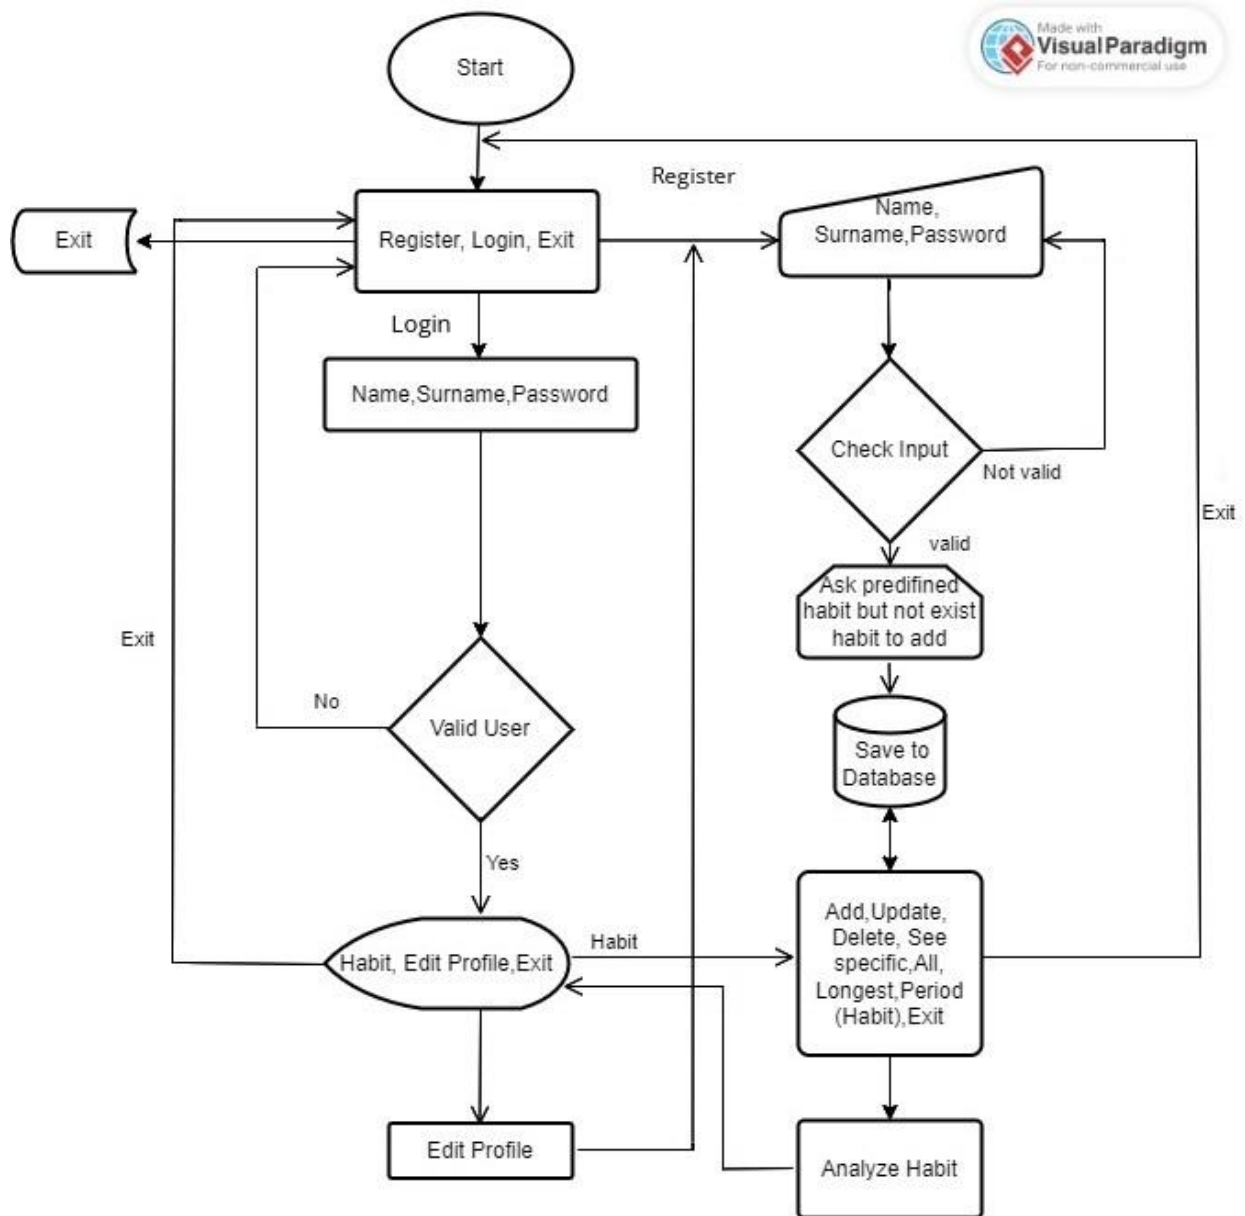 Made with
Visual Paradigm
For non-commercial use
Start
Register
Name,
Surname,Password
Exit
Register, Login, Exit
Login
Name,Surname,Password
Check Input
Not valid
Exit
valid
Ask predifined
habit but not exist
habit to add
Exit
No
Valid User
Save to
Database
Yes
Add,Update,
Delete, See
specific,All,
Longest,Period
(Habit),Exit
Habit
Habit, Edit Profile,Exit
Edit Profile
Analyze Habit